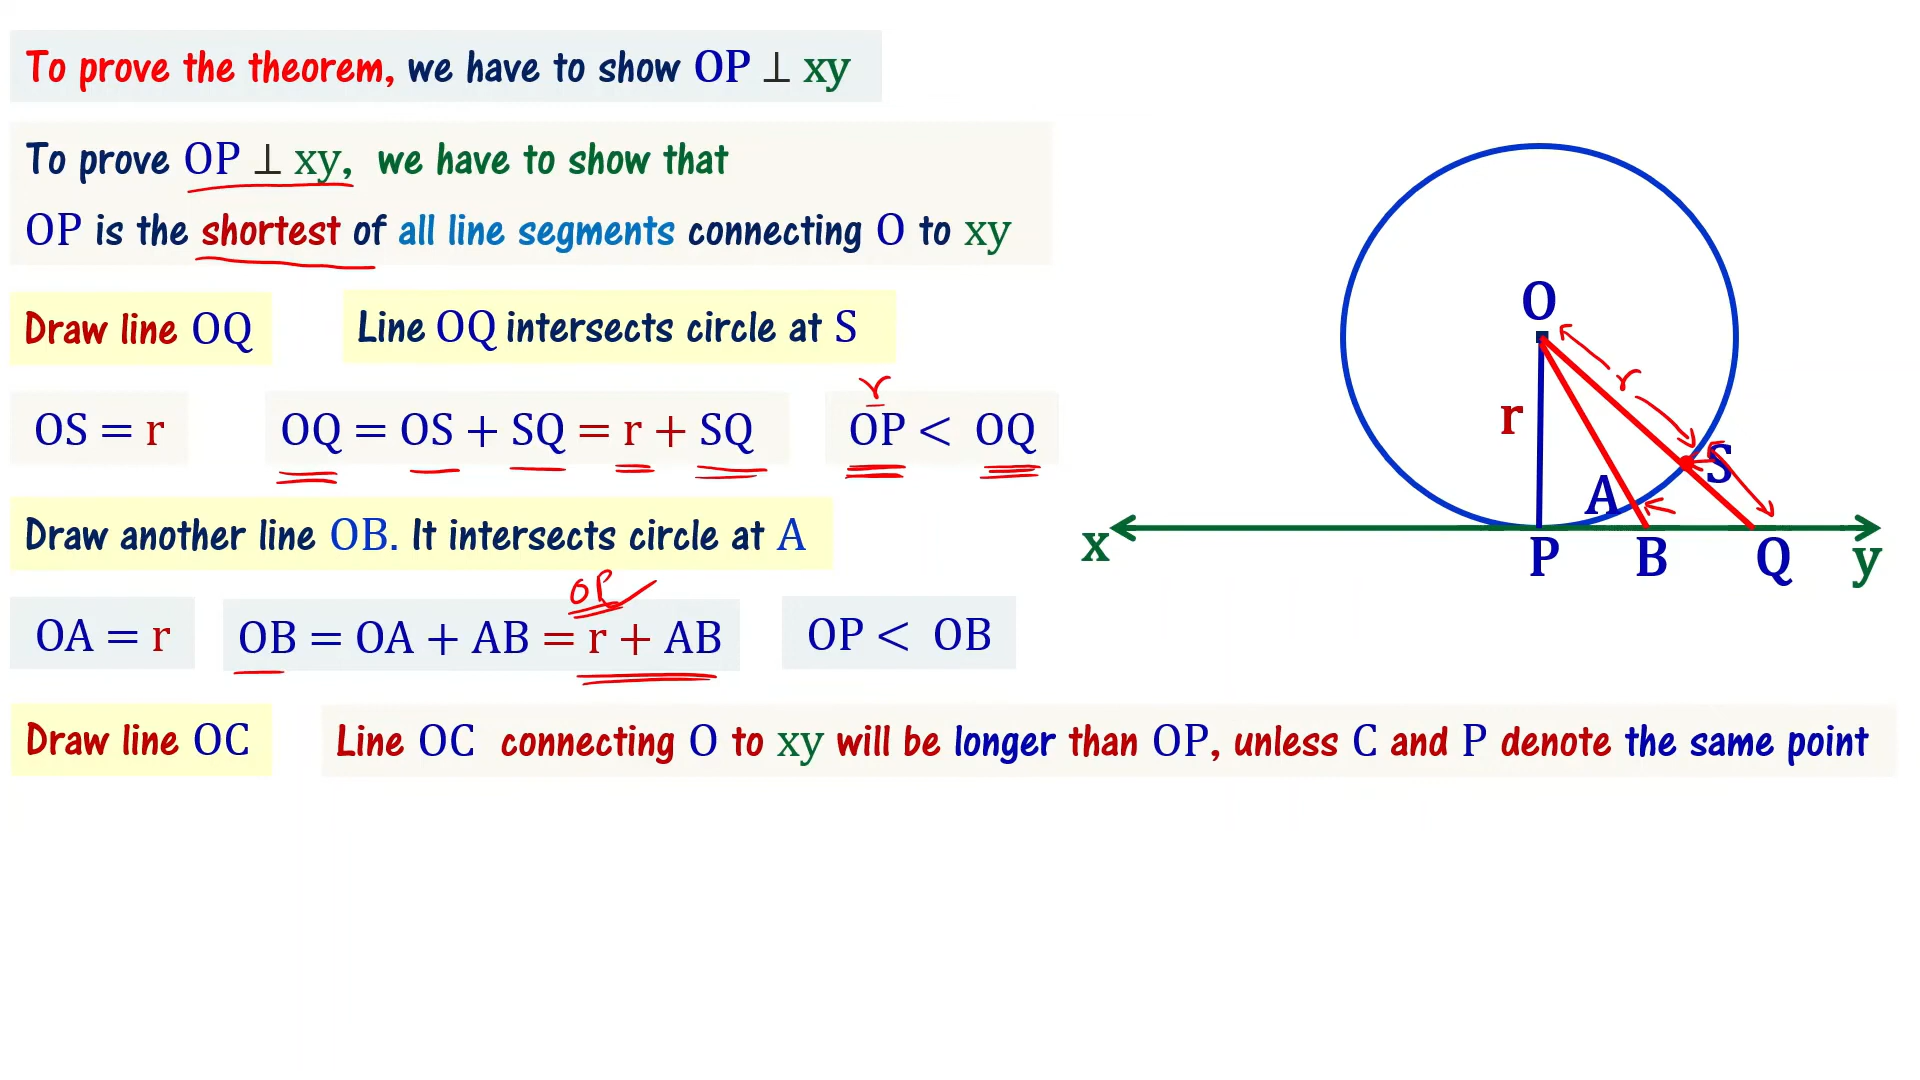 To prove the theorem, we have to show OP ⊥ xy
To prove OP ⊥ xy, we have to show that
OP is the shortest of all line segments connecting O to xy
Draw line OQ
Line OQ intersects circle at S
r
OS = r
OQ = OS + SQ = r + SQ
OP < OQ
Draw another line OB. It intersects circle at A
OP
OA = r
OB = OA + AB = r + AB
OP < OB
Draw line OC
Line OC connecting O to xy will be longer than OP, unless C and P denote the same point
O
r
r
S
A
x
P
B
Q
y